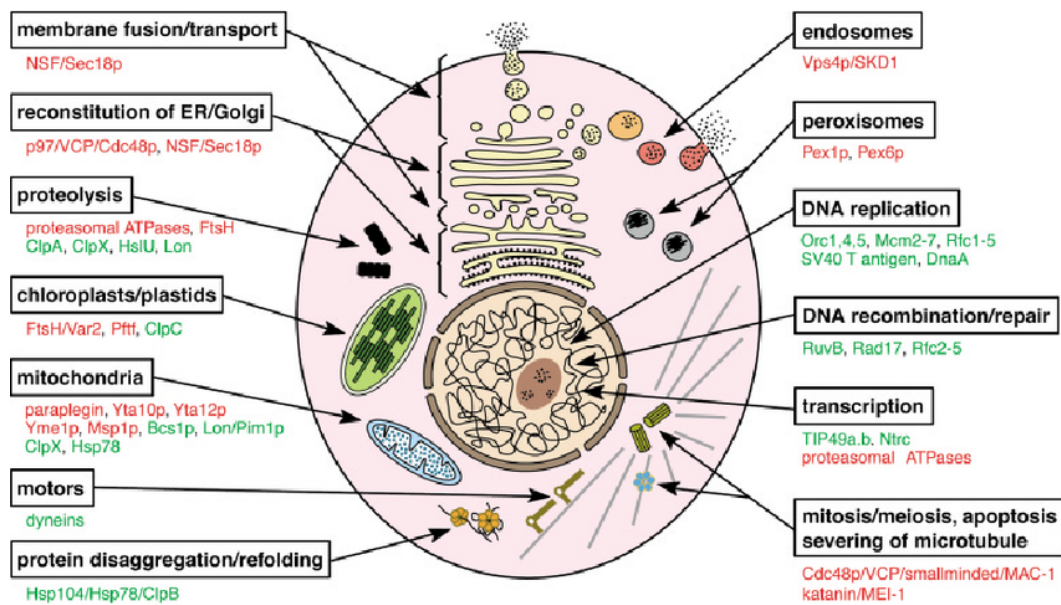 membrane fusion/transport
NSF/Sec18p
reconstitution of ER/Golgi
p97/VCP/Cdc48p, NSF/Sec18p
proteolysis
proteasomal ATPases, FtsH
ClpA, ClpX, HslU, Lon
chloroplasts/plastids
FtsH/Var2, Pftf, ClpC
mitochondria
paraplegin, Yta10p, Yta12p
Yme1p, Msp1p, Bcs1p, Lon/Pim1p
ClpX, Hsp78
motors
dyneins
protein disaggregation/refolding
Hsp104/Hsp78/ClpB
endosomes
Vps4p/SKD1
peroxisomes
Pex1p, Pex6p
DNA replication
Orc1,4,5, Mcm2-7, Rfc1-5
SV40 T antigen, DnaA
DNA recombination/repair
RuvB, Rad17, Rfc2-5
transcription
TIP49a.b. Ntrc
proteasomal ATPases
mitosis/meiosis, apoptosis
severing of microtubule
Cdc48p/VCP/smallminded/MAC-1
katanin/MEI-1